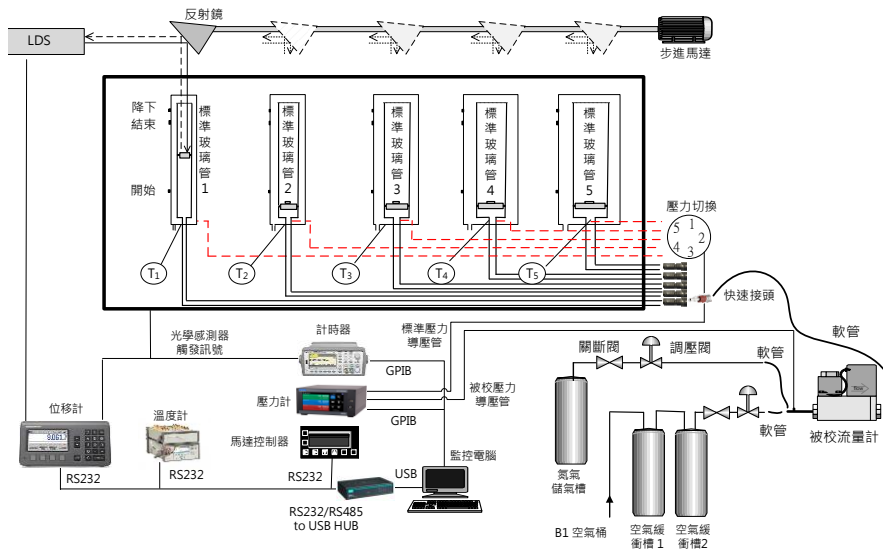 反射鏡
LDS
步進馬達
降下
結束
開始
標準玻璃管1
標準玻璃管2
標準玻璃管3
標準玻璃管4
標準玻璃管5
壓力切換
5 1
2
4 3
T1
T2
T3
T4
T5
快速接頭
光學感測器
觸發訊號
計時器
GPIB
標準壓力
導壓管
關斷閥
調壓閥
軟管
軟管
位移計
溫度計
壓力計
GPIB
被校壓力
導壓管
軟管
被校流量計
馬達控制器
RS232
RS232
RS232
USB
監控電腦
RS232/RS485
to USB HUB
氮氣
儲氣槽
B1 空氣桶
空氣緩
衝槽 1
空氣緩
衝槽2